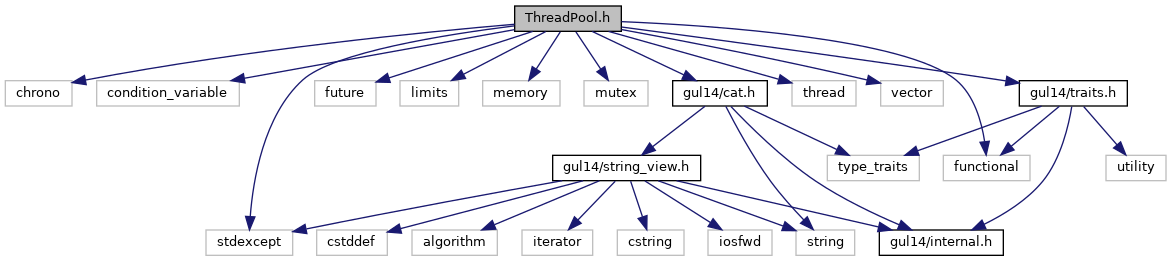 ThreadPool.h
chrono
condition_variable
future
limits
memory
mutex
gul14/cat.h
thread
vector
gul14/traits.h
gul14/string_view.h
type_traits
functional
utility
stdexcept
cstddef
algorithm
iterator
cstring
iosfwd
string
gul14/internal.h